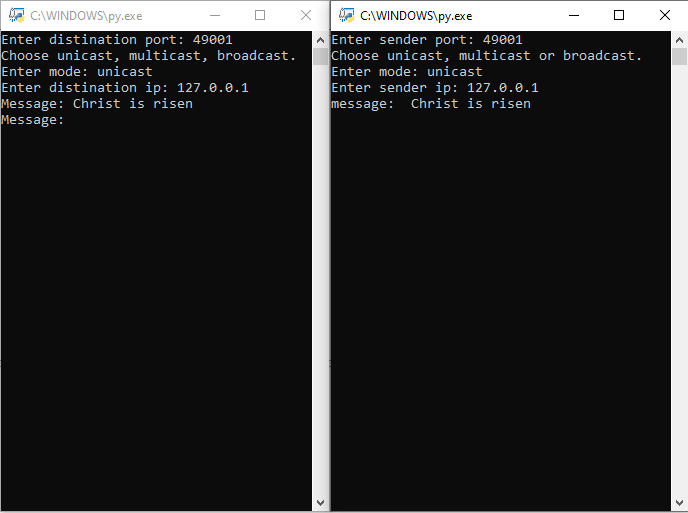 C:\WINDOWS\py.exe
Enter distination port: 49001
Choose unicast, multicast, broadcast.
Enter mode: unicast
Enter distination ip: 127.0.0.1
Message: Christ is risen
Message:
C:\WINDOWS\py.exe
Enter sender port: 49001
Choose unicast, multicast or broadcast.
Enter mode: unicast
Enter sender ip: 127.0.0.1
message:  Christ is risen